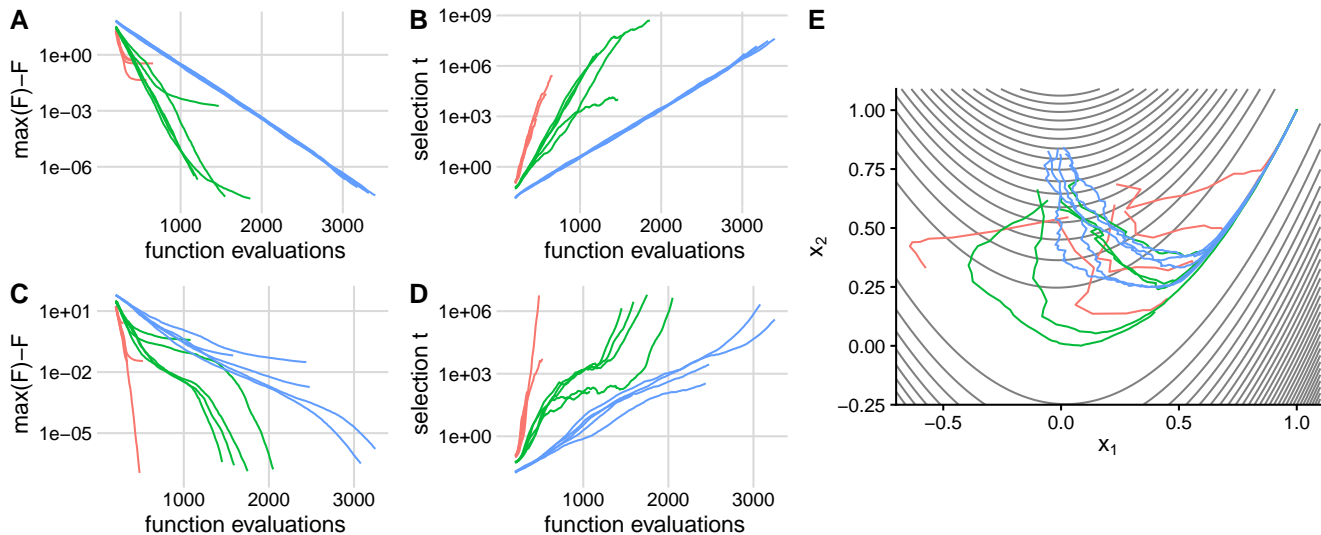 A
max(F)−F
1e+00
1e−03
1e−06
1000
2000
3000
function evaluations
B
selection t
1e+09
1e+06
1e+03
1e+00
1000
2000
3000
function evaluations
C
max(F)−F
1e+01
1e−02
1e−05
1000
2000
3000
function evaluations
D
selection t
1e+06
1e+03
1e+00
1000
2000
3000
function evaluations
E
x2
1.00
0.75
0.50
0.25
0.00
−0.25
−0.5
0.0
0.5
1.0
x1